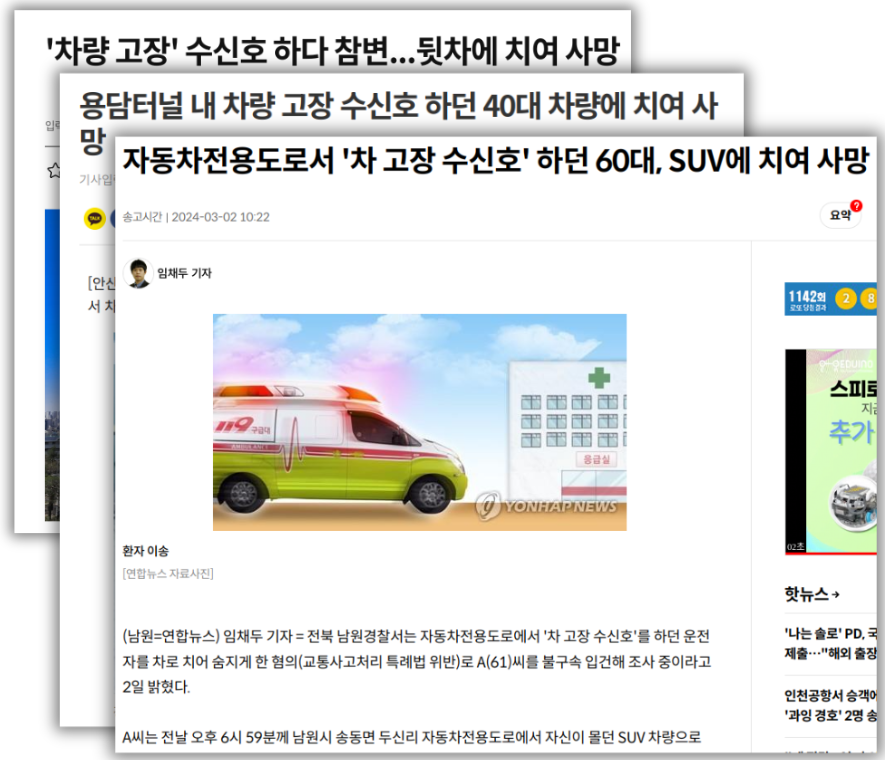 '차량 고장' 수신호 하다 참변...뒷차에 치여 사망
용담터널 내 차량 고장 수신호 하던 40대 차량에 치여 사
망
자동차전용도로서 '차 고장 수신호' 하던 60대, SUV에 치여 사망
기사입
송고시간 | 2024-03-02 10:22
요약
?
TALK
임채두 기자
[안산
서 차
1142회
로또 당첨결과
2 8
119 구급대
AMBULANCE
응급실
YONHAP NEWS
에듀이노
EDUINO
스피로
지금
추가
02초
환자 이송
[연합뉴스 자료사진]
핫뉴스
(남원=연합뉴스) 임채두 기자 = 전북 남원경찰서는 자동차전용도로에서 '차 고장 수신호'를 하던 운전
자를 차로 치어 숨지게 한 혐의(교통사고처리 특례법 위반)로 A(61)씨를 불구속 입건해 조사 중이라고
2일 밝혔다.
A씨는 전날 오후 6시 59분께 남원시 송동면 두신리 자동차전용도로에서 자신이 몰던 SUV 차량으로
'나는 솔로' PD, 국
제출…"해외 출장
인천공항서 승객에
'과잉 경호' 2명 송